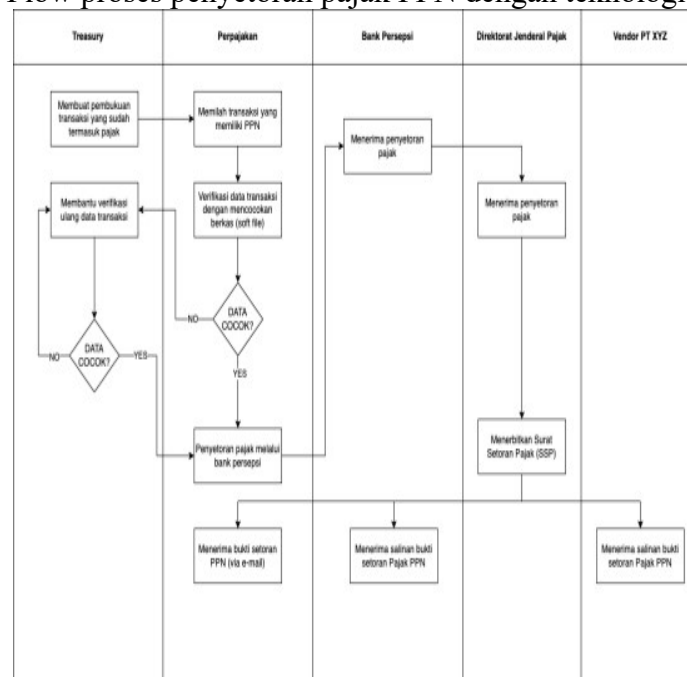 Flow proses penyetoran pajak PPN dengan teknologi
Treasury
Perpajakan
Bank Persepsi
Direktorat Jenderal Pajak
Vendor PT XYZ
Membuat pembukuan
transaksi yang sudah
termasuk pajak
Memilah transaksi yang
memiliki PPN
Menerima penyetoran
pajak
Membantu verifikasi
ulang data transaksi
Verifikasi data transaksi
dengan mencocokan
berkas (soft file)
Menerima penyetoran
pajak
DATA
COCOK?
NO
YES
DATA
COCOK?
NO
YES
Penyetoran pajak melalui
bank persepsi
Menerbitkan Surat
Setoran Pajak (SSP)
Menerima bukti setoran
PPN (via e-mail)
Menerima salinan bukti
setoran Pajak PPN
Menerima salinan bukti
setoran Pajak PPN